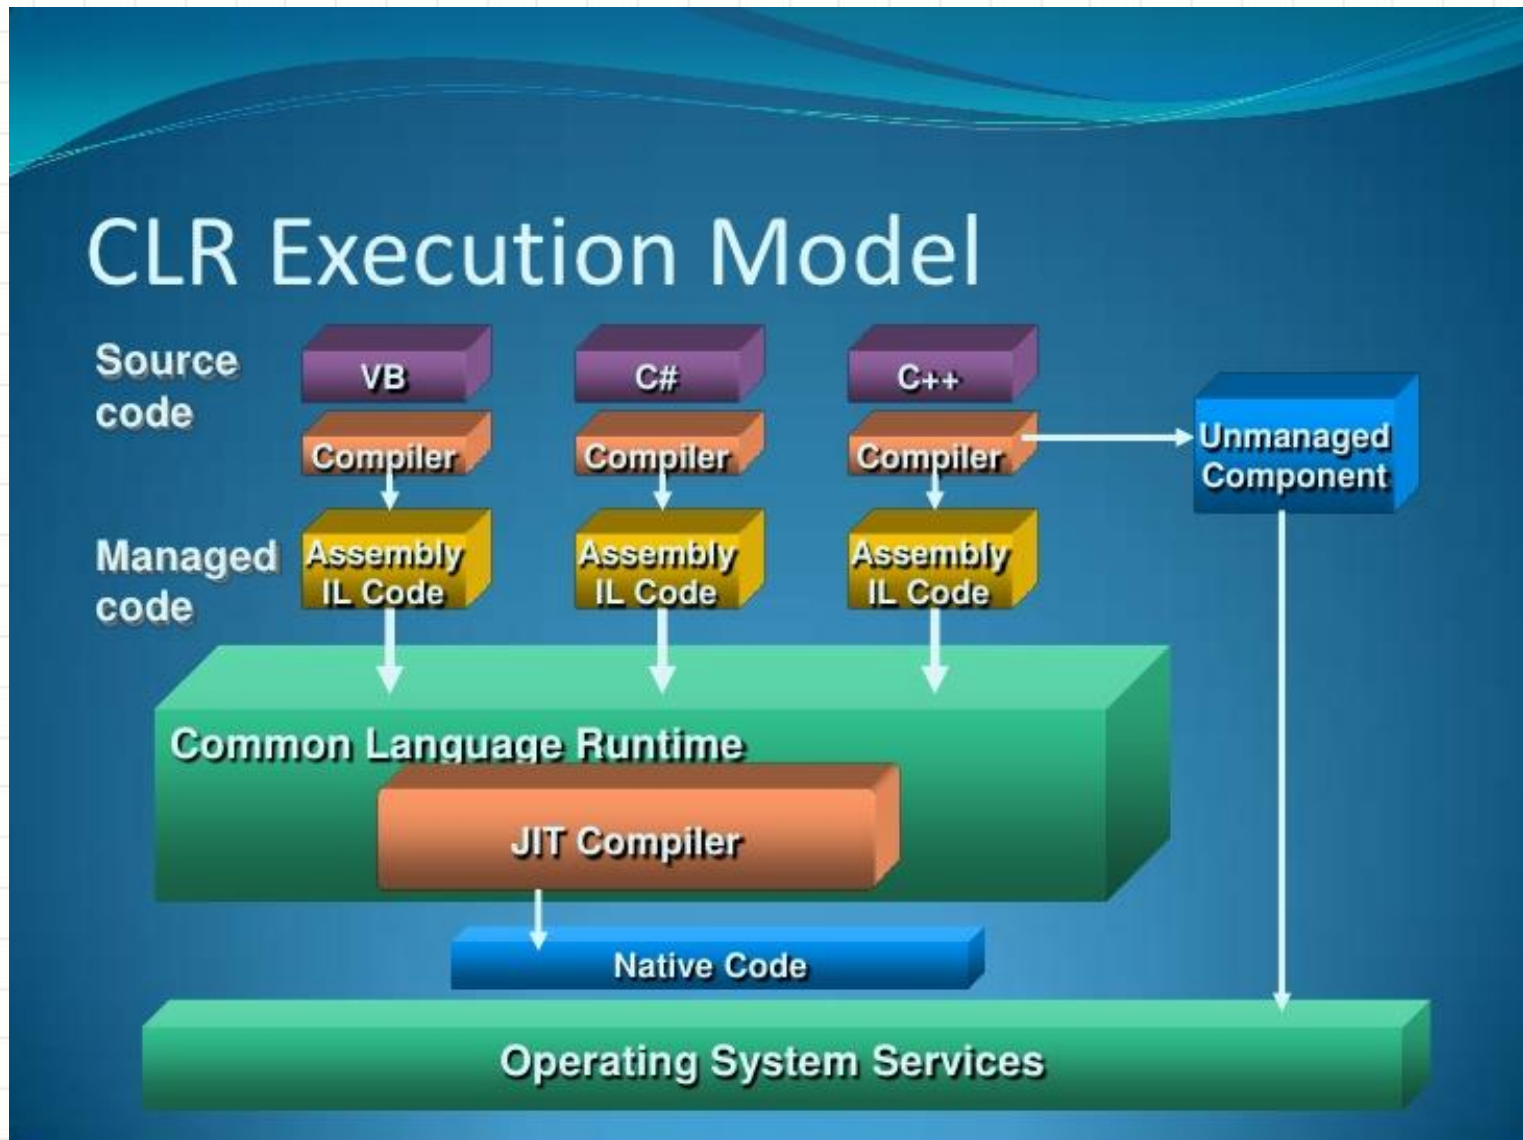 CLR Execution Model
Source
code
VB
C#
C++
Compiler
Compiler
Compiler
Unmanaged
Component
Managed
code
Assembly
IL Code
Assembly
IL Code
Assembly
IL Code
Common Language Runtime
JIT Compiler
Native Code
Operating System Services